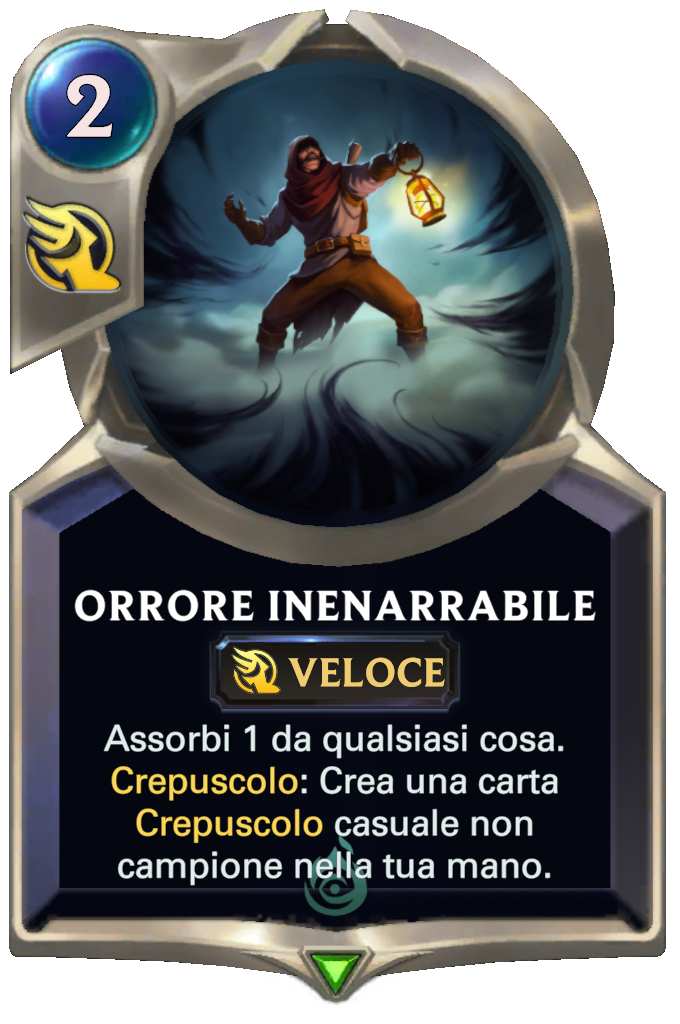 2
ORRORE INENARRABILE
VELOCE
Assorbi 1 da qualsiasi cosa.
Crepuscolo: Crea una carta
Crepuscolo casuale non
campione nella tua mano.